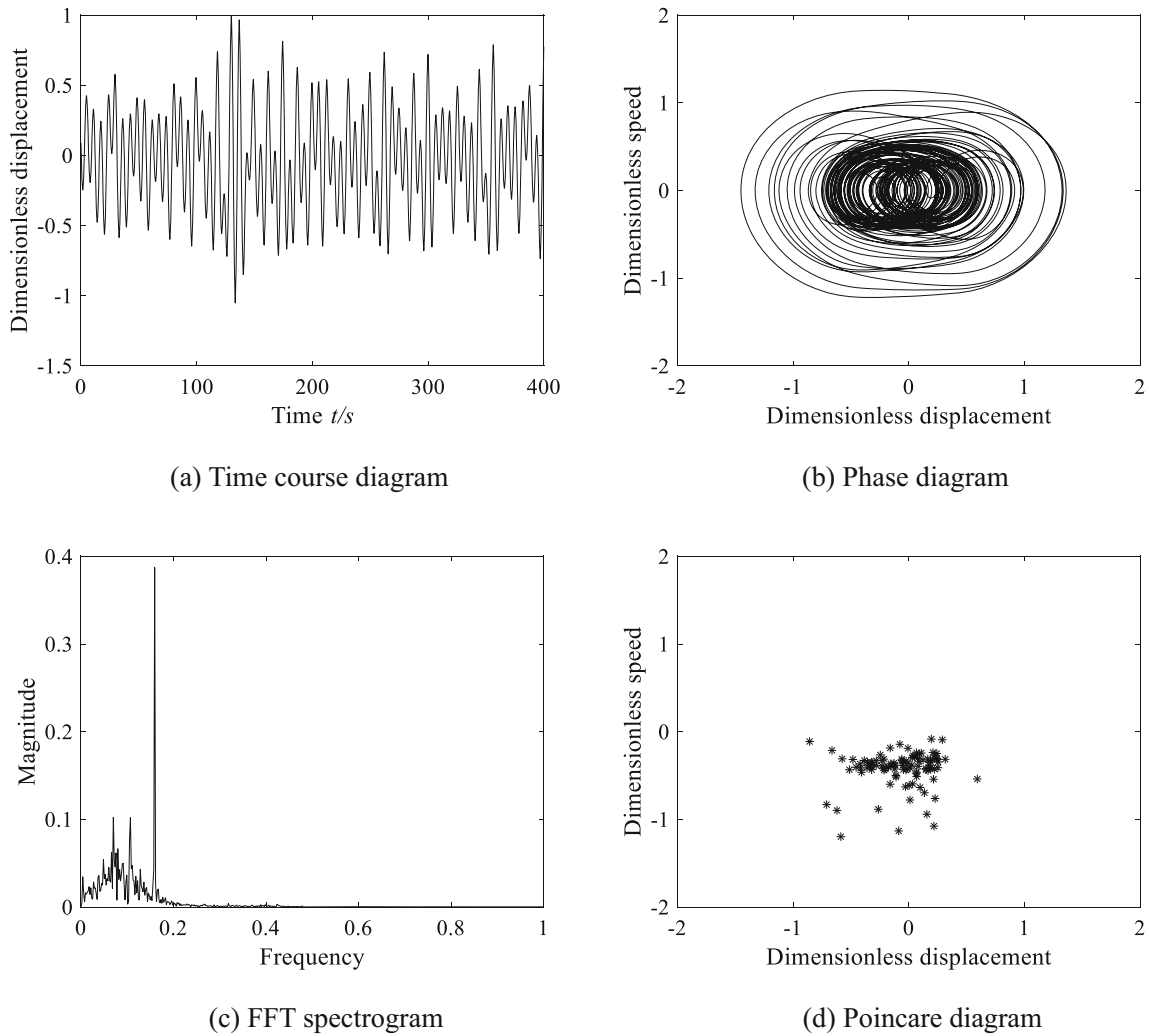 1
0.5
0
-0.5
-1
-1.5
Dimensionless displacement
0 100 200 300 400
Time t/s
(a) Time course diagram
2
1
0
-1
-2
Dimensionless speed
-2 -1 0 1 2
Dimensionless displacement
(b) Phase diagram
0.4
0.3
0.2
0.1
0
Magnitude
0 0.2 0.4 0.6 0.8 1
Frequency
(c) FFT spectrogram
2
1
0
-1
-2
Dimensionless speed
-2 -1 0 1 2
Dimensionless displacement
(d) Poincare diagram